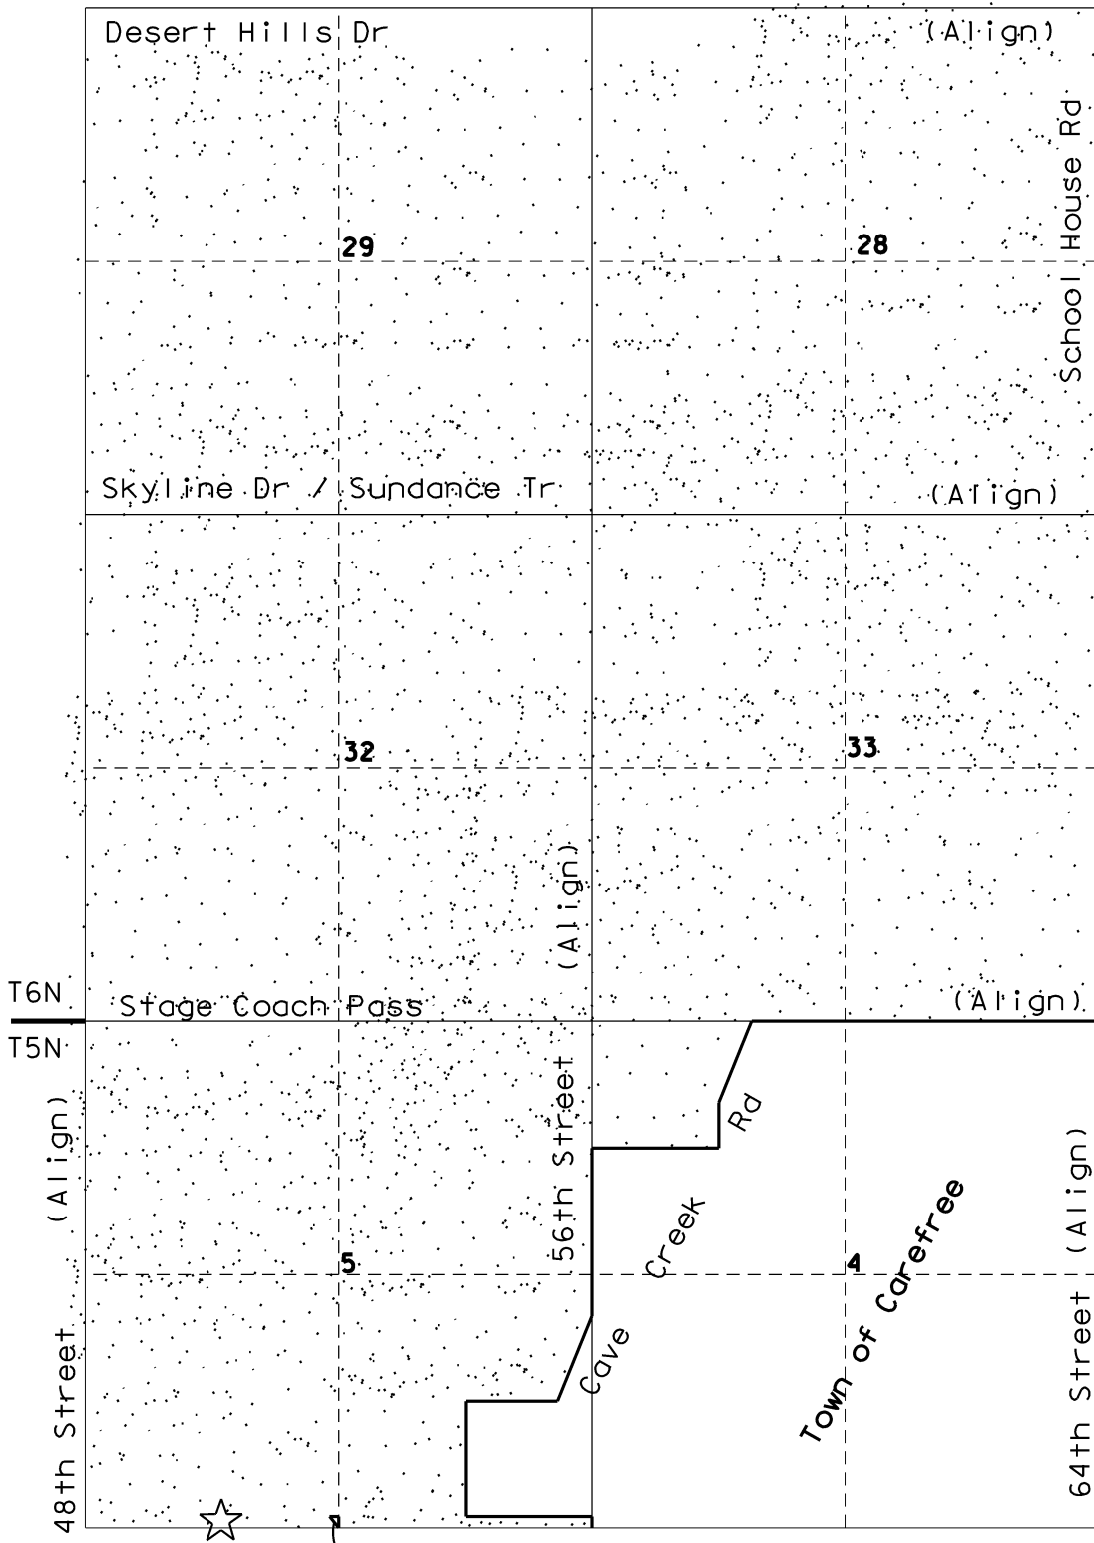 Desert Hills Dr (Align)
School House Rd
29 28
Skyline Dr / Sundance Tr (Align)
32 33
(Align)
T6N
Stage Coach Pass (Align)
T5N
56th Street
Rd
(Align)
Creek
(Align)
5 4
Town of Carefree
Cave
48th Street
64th Street